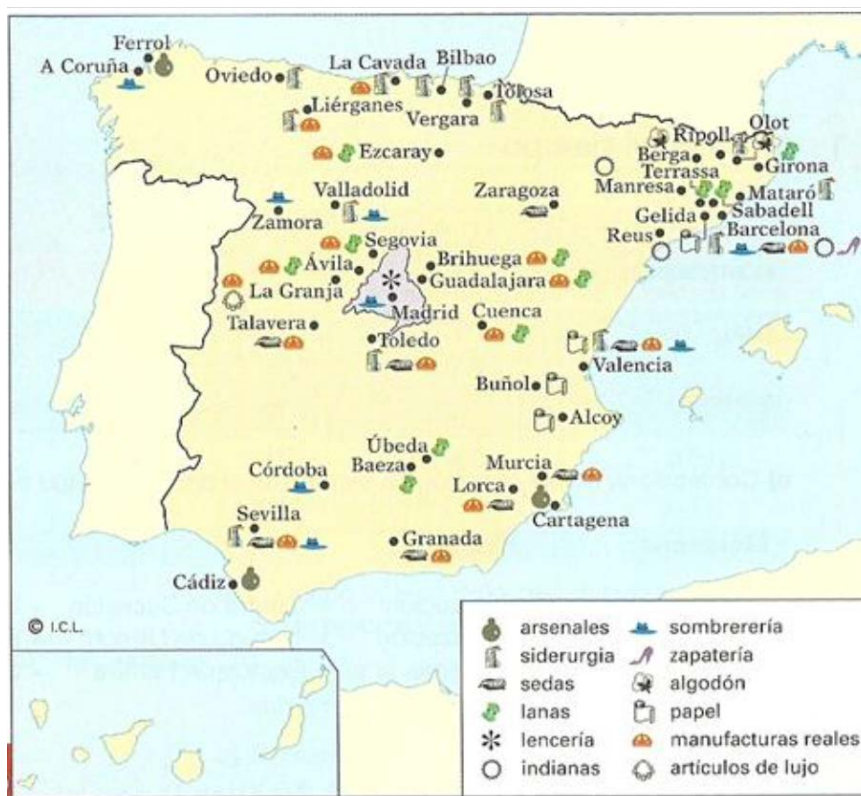 Ferrol
A Coruña
Oviedo
La Cavada
Bilbao
Liérganes
Vergara
Tolosa
Ezcaray
Ripoll
Olot
Berga
Terrassa
Girona
Manresa
Mataró
Gelida
Sabadell
Reus
Barcelona
Valladolid
Zamora
Zaragoza
Segovia
Ávila
La Granja
Brihuega
Guadalajara
Madrid
Cuenca
Talavera
Toledo
Valencia
Buñol
Alcoy
Úbeda
Baeza
Córdoba
Murcia
Lorca
Cartagena
Sevilla
Granada
Cádiz
© I.C.L.
arsenales
siderurgia
sedas
lanas
lencería
indianas
sombrerería
zapatería
algodón
papel
manufacturas reales
artículos de lujo